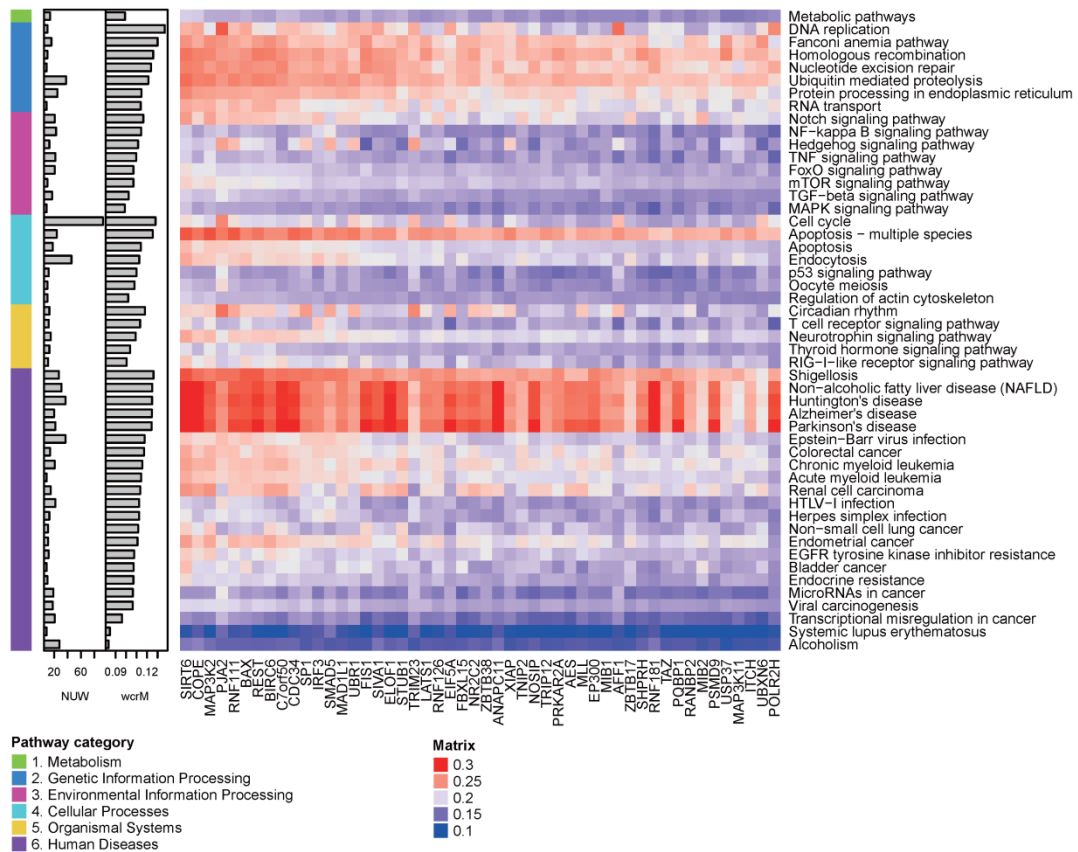 Metabolic pathways
DNA replication
Fanconi anemia pathway
Homologous recombination
Nucleotide excision repair
Ubiquitin mediated proteolysis
Protein processing in endoplasmic reticulum
RNA transport
Notch signaling pathway
NF−kappa B signaling pathway
Hedgehog signaling pathway
TNF signaling pathway
FoxO signaling pathway
mTOR signaling pathway
TGF−beta signaling pathway
MAPK signaling pathway
Cell cycle
Apoptosis − multiple species
Apoptosis
Endocytosis
p53 signaling pathway
Oocyte meiosis
Regulation of actin cytoskeleton
Circadian rhythm
T cell receptor signaling pathway
Neurotrophin signaling pathway
Thyroid hormone signaling pathway
RIG−I−like receptor signaling pathway
Shigellosis
Non−alcoholic fatty liver disease (NAFLD)
Huntington's disease
Alzheimer's disease
Parkinson's disease
Epstein−Barr virus infection
Colorectal cancer
Chronic myeloid leukemia
Acute myeloid leukemia
Renal cell carcinoma
HTLV−I infection
Herpes simplex infection
Non−small cell lung cancer
Endometrial cancer
EGFR tyrosine kinase inhibitor resistance
Bladder cancer
Endocrine resistance
MicroRNAs in cancer
Viral carcinogenesis
Transcriptional misregulation in cancer
Systemic lupus erythematosus
Alcoholism
20 60
0.09 0.12
NUW
wcrM
SIRT6
COPE
MAP3K2
PJA2
RNF111
BAX
REST
BIRC6
C7orf50
CDC34
SP1
IRF3
SMAD5
MAD1L1
UBR1
FIS1
SIVA1
ELOF1
STUB1
TRIM23
LATS1
RNF126
EIF5A
FBXL15
NR2C2
ZBTB38
ANAPC11
XIAP
TNIP2
NOSIP
TRIP12
PRKAR2A
AES
MLL
EP300
MIB1
AFF1
ZBTB17
SHPRH
RNF181
TAZ
PQBP1
RANBP2
MIB2
PSMD9
USP37
MAP3K11
ITCH
UBXN6
POLR2H
Pathway category
1. Metabolism
2. Genetic Information Processing
3. Environmental Information Processing
4. Cellular Processes
5. Organismal Systems
6. Human Diseases
Matrix
0.3
0.25
0.2
0.15
0.1